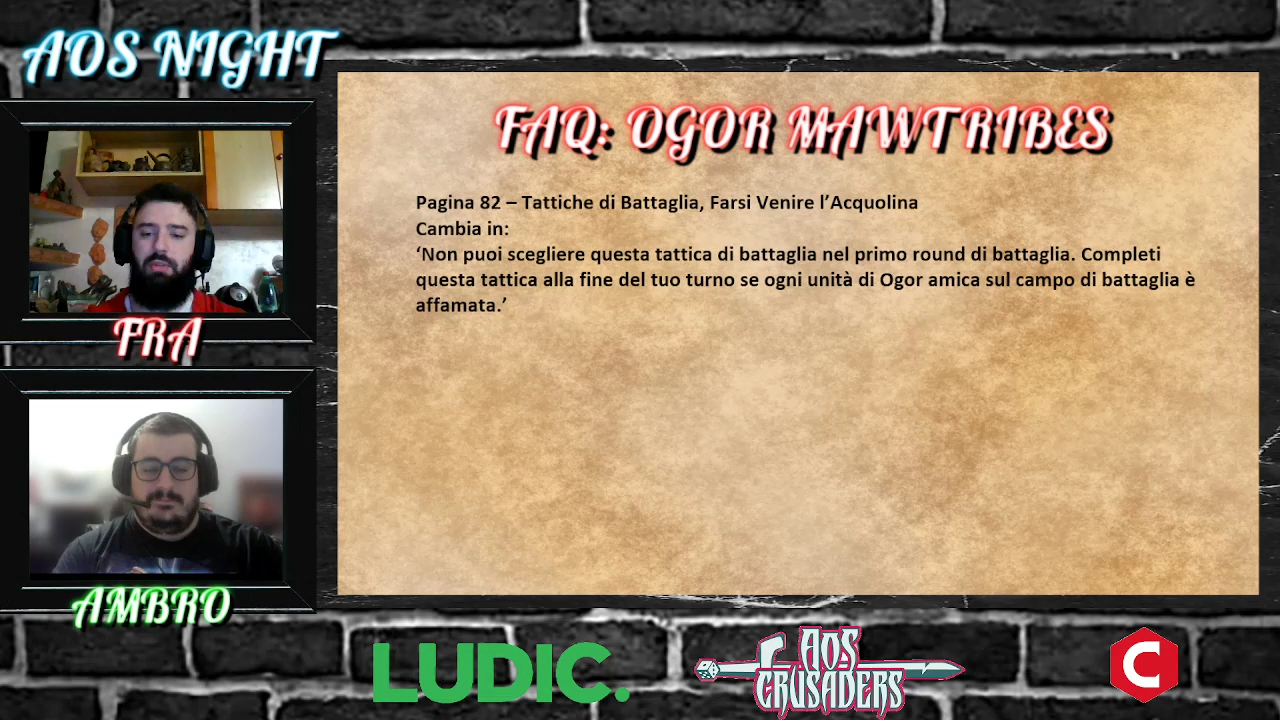 AOS NIGHT
FAQ: OGOR MAWTRIBES
Pagina 82 – Tattiche di Battaglia, Farsi Venire l’Acquolina
Cambia in:
‘Non puoi scegliere questa tattica di battaglia nel primo round di battaglia. Completi
questa tattica alla fine del tuo turno se ogni unità di Ogor amica sul campo di battaglia è
affamata.’
FRA
AMBRO
LUDIC.
AOS
CRUSADERS
C